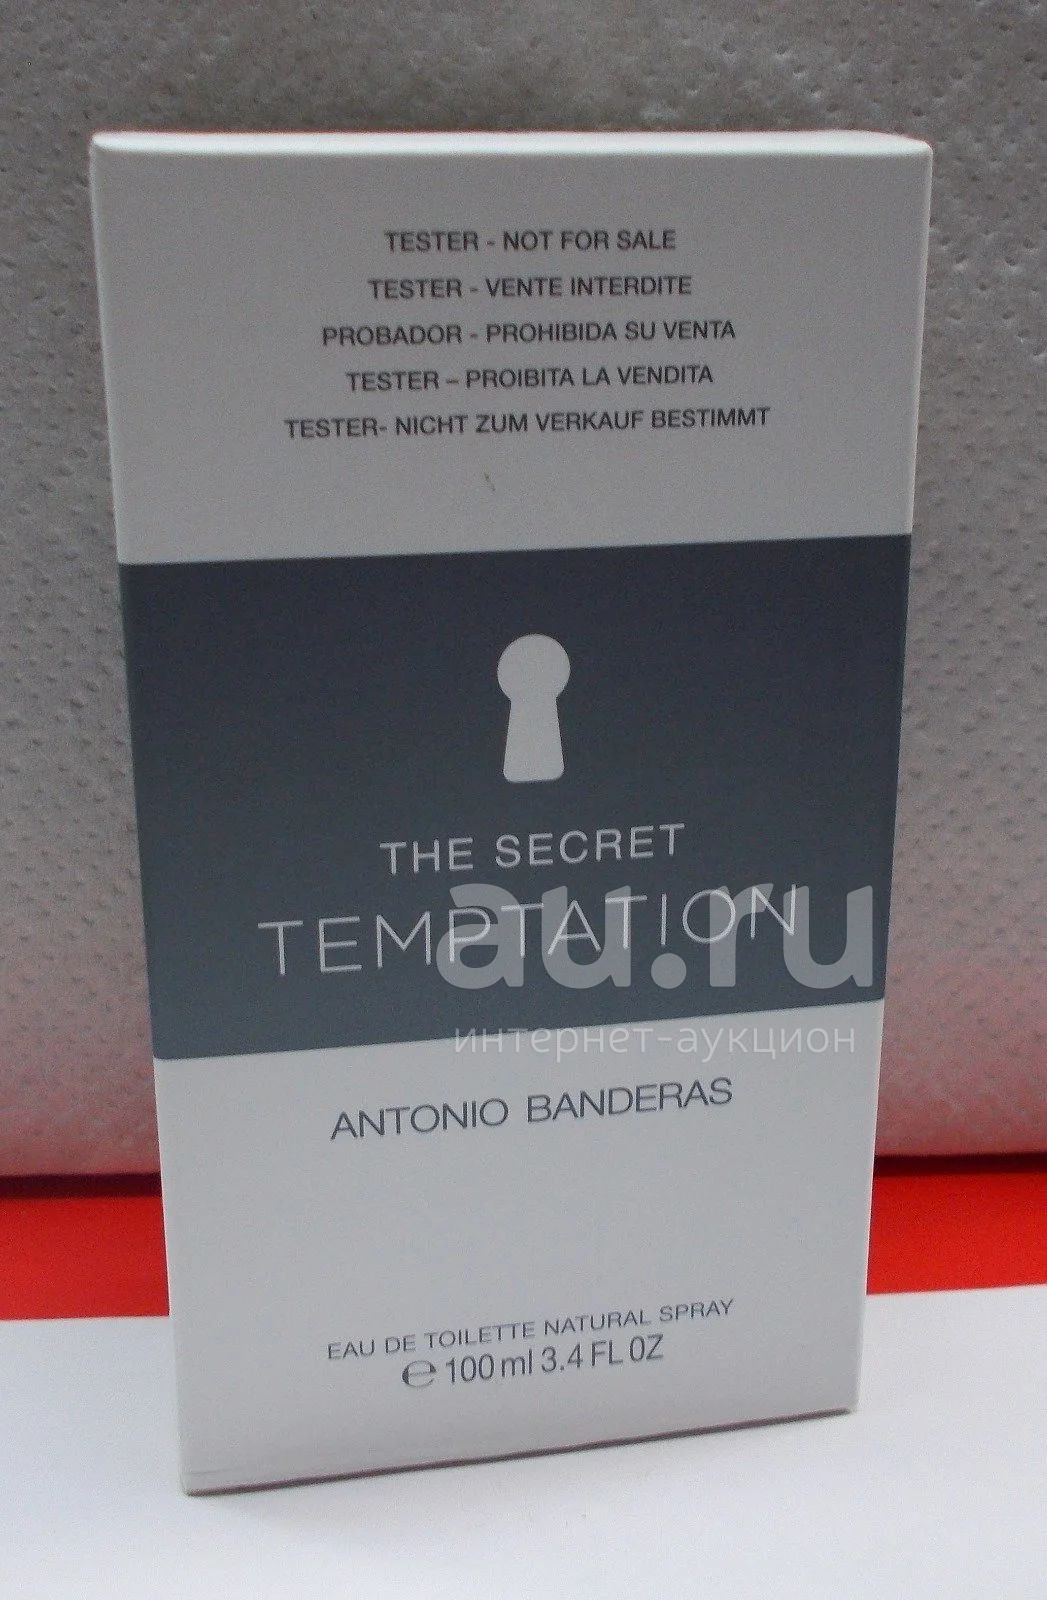 TESTER - NOT FOR SALE
TESTER - VENTE INTERDITE
PROBADOR - PROHIBIDA SU VENTA
TESTER – PROIBITA LA VENDITA
TESTER- NICHT ZUM VERKAUF BESTIMMT
THE SECRET
TEMPTATION
au.ru
интернет-аукцион
ANTONIO BANDERAS
EAU DE TOILETTE NATURAL SPRAY
℮ 100 ml 3.4 FL OZ